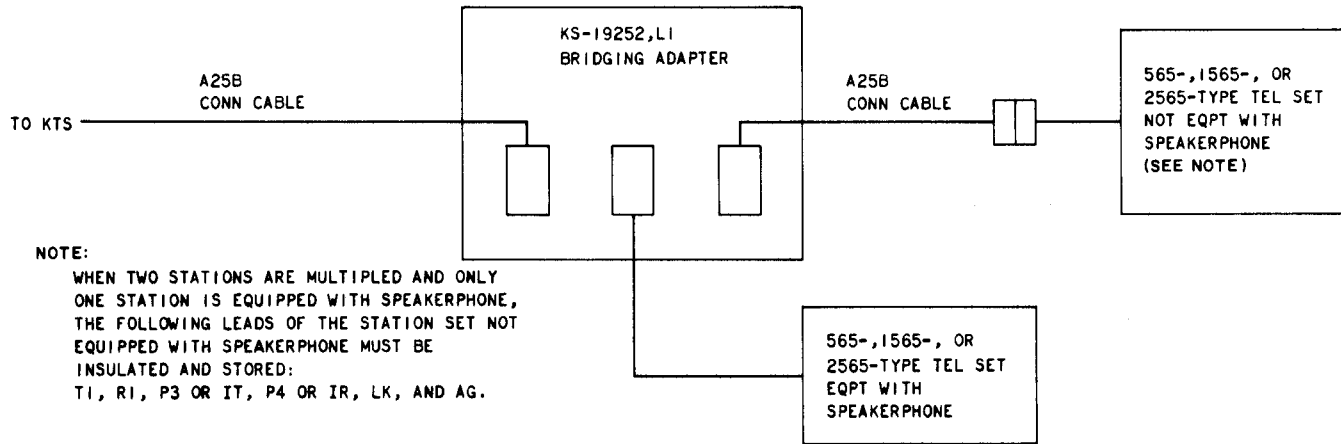 KS-19252,L1
BRIDGING ADAPTER
A25B
CONN CABLE
TO KTS
A25B
CONN CABLE
565-,1565-, OR
2565-TYPE TEL SET
NOT EQPT WITH
SPEAKERPHONE
(SEE NOTE)
NOTE:
WHEN TWO STATIONS ARE MULTIPLED AND ONLY
ONE STATION IS EQUIPPED WITH SPEAKERPHONE,
THE FOLLOWING LEADS OF THE STATION SET NOT
EQUIPPED WITH SPEAKERPHONE MUST BE
INSULATED AND STORED:
T1, R1, P3 OR IT, P4 OR IR, LK, AND AG.
565-,1565-, OR
2565-TYPE TEL SET
EQPT WITH
SPEAKERPHONE